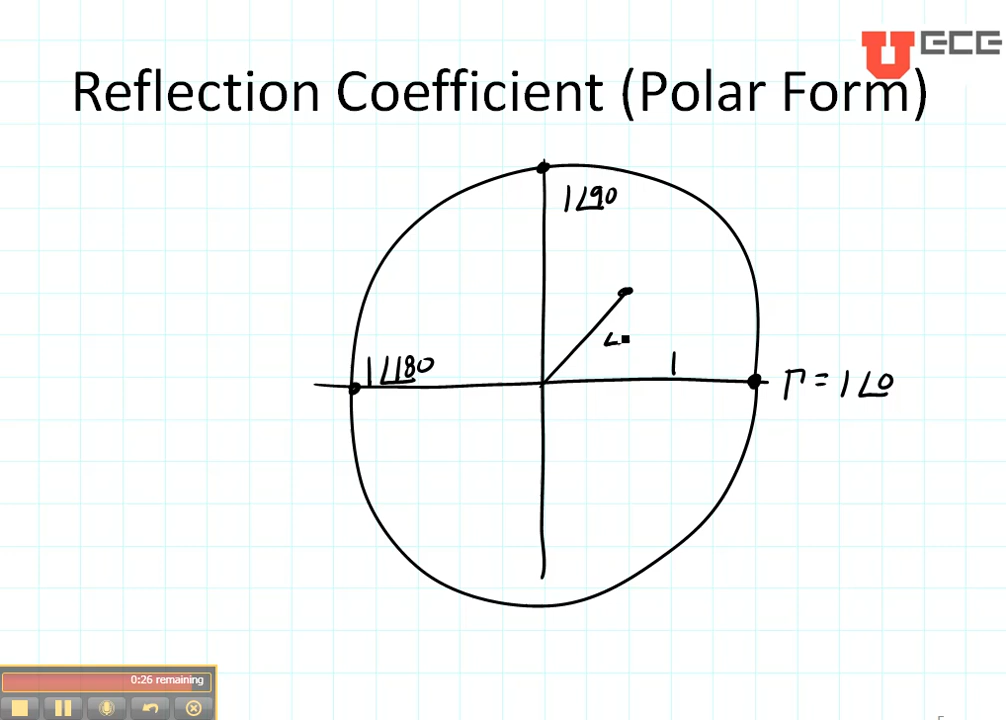 U ECE
Reflection Coefficient (Polar Form)
1∠90
∠
1∠180
1
Γ = 1∠0
0:26 remaining